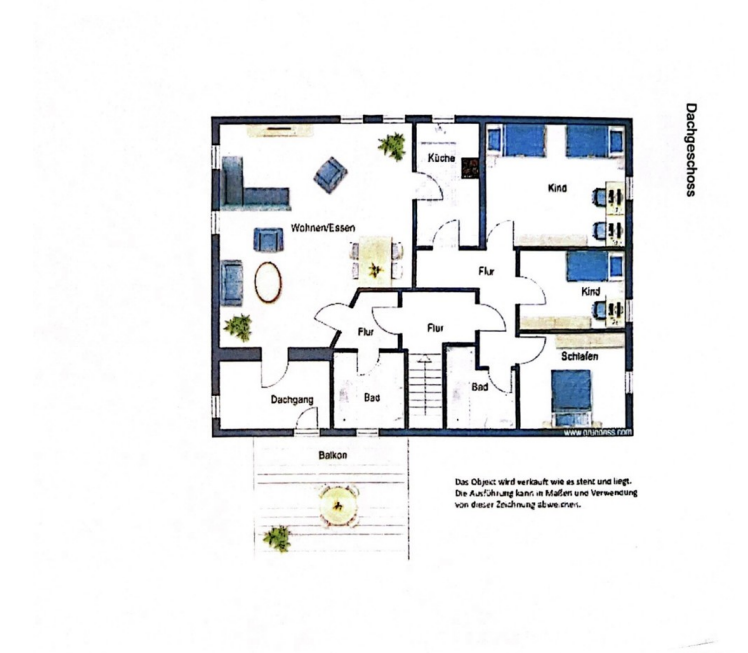 Dachgeschoss
Küche
Kind
Wohnen/Essen
Flur
Kind
Flur
Flur
Schlafen
Bad
Dachgang
Bad
www.grundriss.com
Balkon
Das Objekt wird verkauft wie es steht und liegt.
Die Ausführung kann in Maßen und Verwendung
von dieser Zeichnung abweichen.